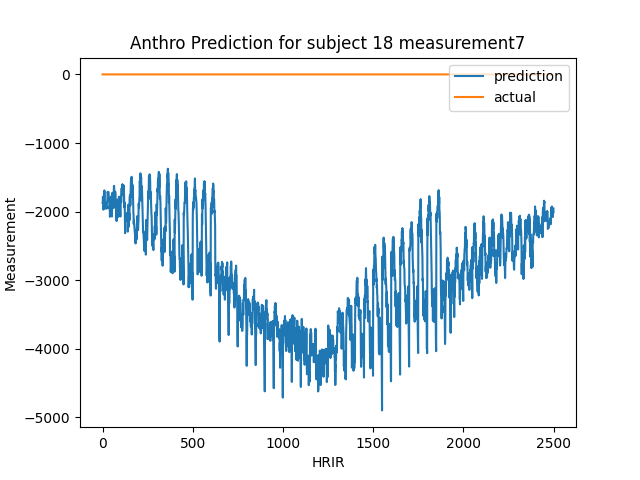 Anthro Prediction for subject 18 measurement7
prediction
actual
0
−1000
−2000
−3000
−4000
−5000
Measurement
0 500 1000 1500 2000 2500
HRIR